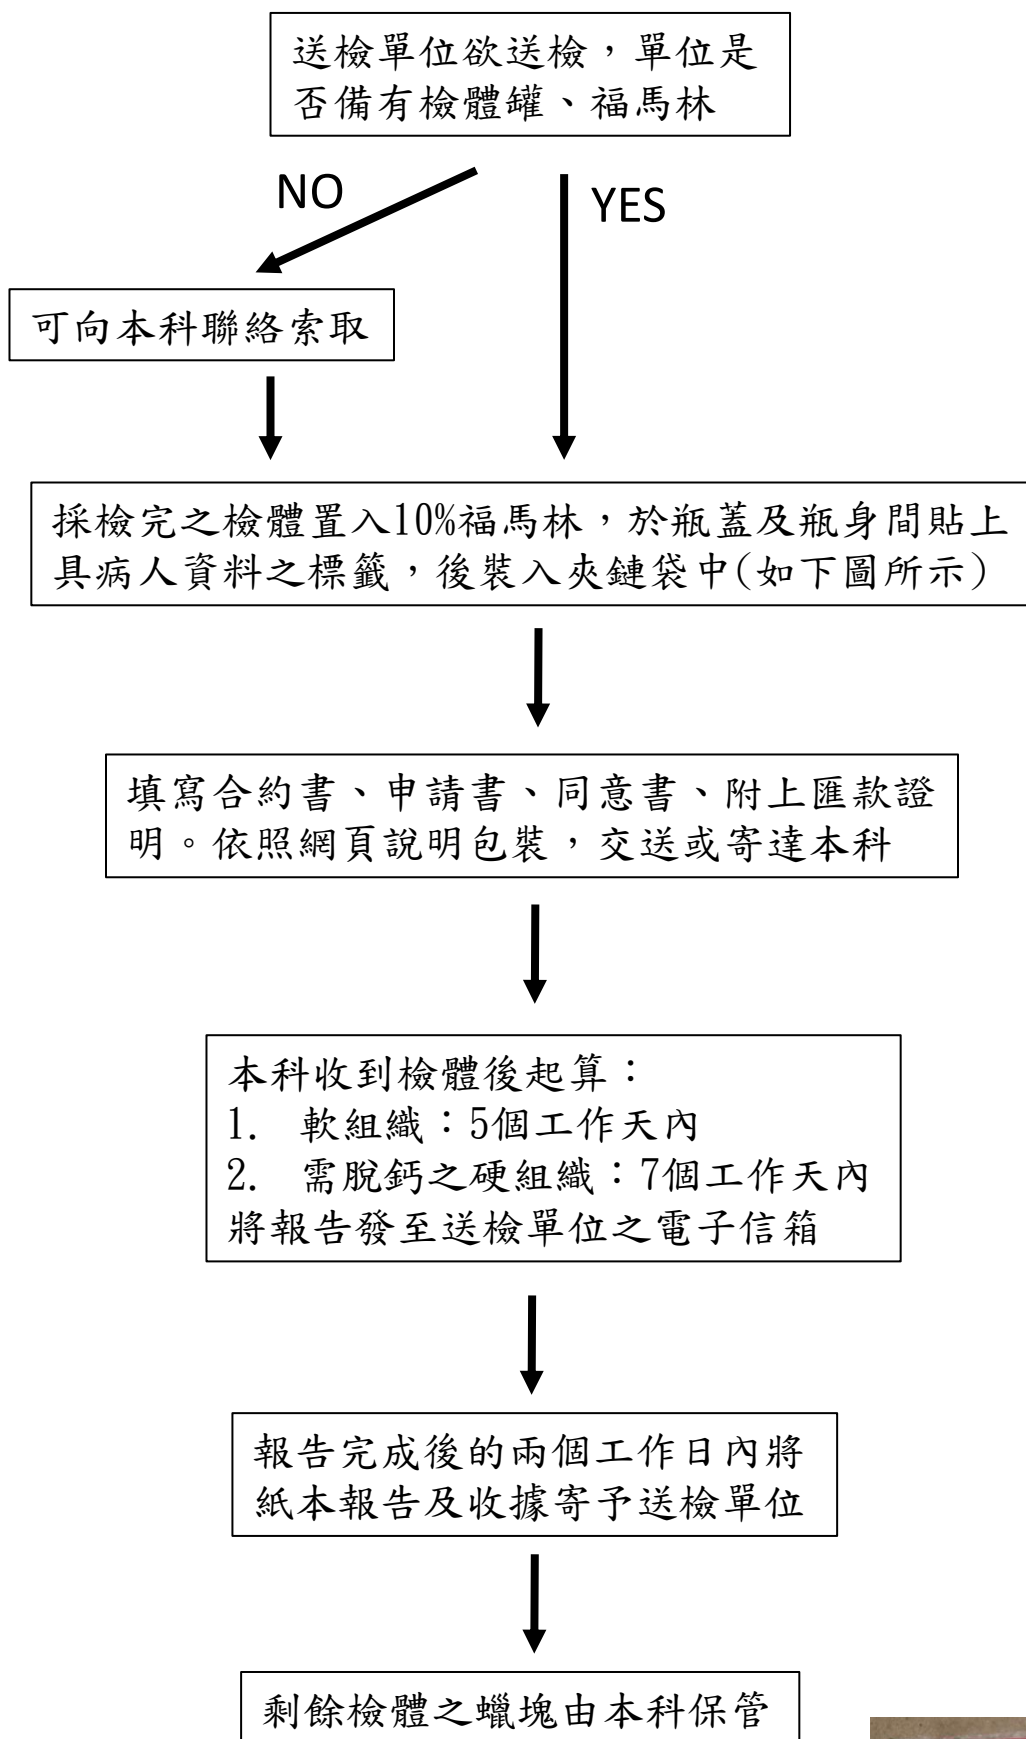 送檢單位欲送檢，單位是
否備有檢體罐、福馬林
NO
YES
可向本科聯絡索取
採檢完之檢體置入10%福馬林，於瓶蓋及瓶身間貼上
具病人資料之標籤，後裝入夾鏈袋中(如下圖所示)
填寫合約書、申請書、同意書、附上匯款證
明。依照網頁說明包裝，交送或寄達本科
本科收到檢體後起算：
1. 軟組織：5個工作天內
2. 需脫鈣之硬組織：7個工作天內
將報告發至送檢單位之電子信箱
報告完成後的兩個工作日內將
紙本報告及收據寄予送檢單位
剩餘檢體之蠟塊由本科保管